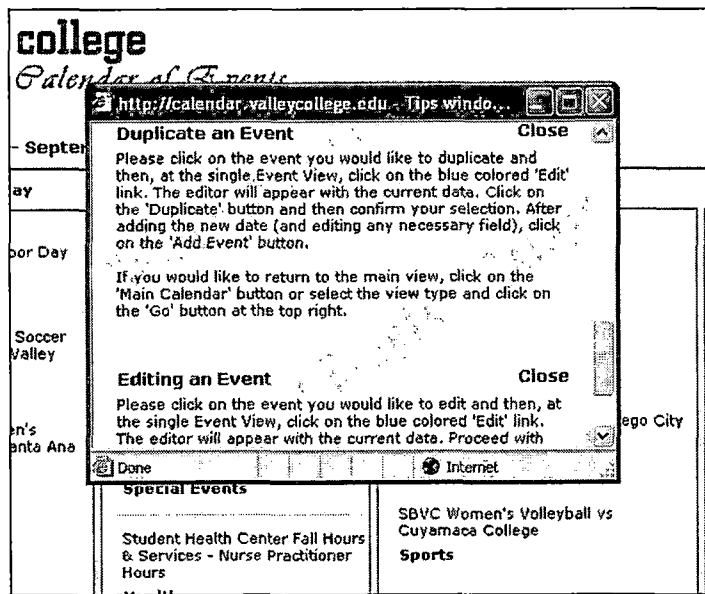 college
Calendar of Events
http://calendar.valleycollege.edu - Tips windo...
- Septer
ay
oor Day
Soccer
Valley
en's
anta Ana
Duplicate an Event Close
Please click on the event you would like to duplicate and
then, at the single Event View, click on the blue colored 'Edit'
link. The editor will appear with the current data. Click on
the 'Duplicate' button and then confirm your selection. After
adding the new date (and editing any necessary field), click
on the 'Add Event' button.
If you would like to return to the main view, click on the
'Main Calendar' button or select the view type and click on
the 'Go' button at the top right.
Editing an Event Close
Please click on the event you would like to edit and then, at
the single Event View, click on the blue colored 'Edit' link.
The editor will appear with the current data. Proceed with
Done Internet
ego City
Special Events
Student Health Center Fall Hours
& Services - Nurse Practitioner
Hours
SBVC Women's Volleyball vs
Cuyamaca College
Sports